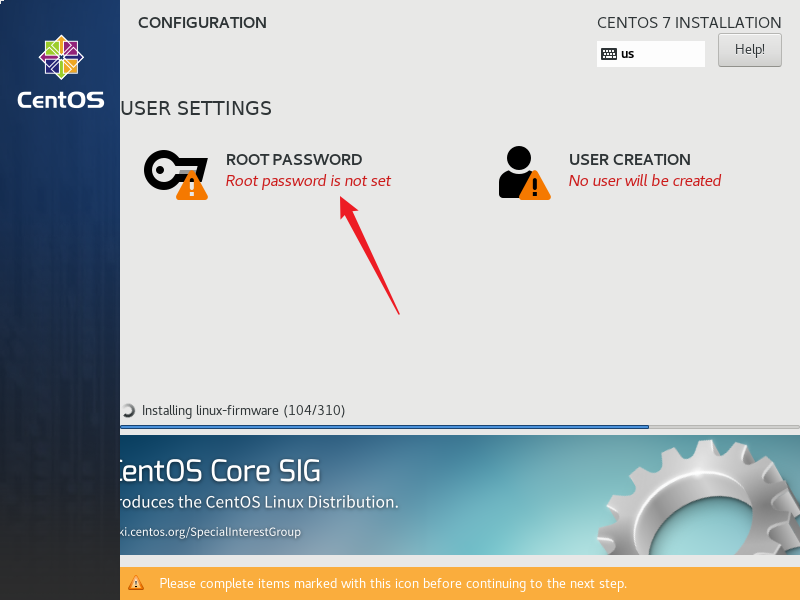 CONFIGURATION
CENTOS 7 INSTALLATION
us
Help!
CentOS
USER SETTINGS
ROOT PASSWORD
Root password is not set
USER CREATION
No user will be created
Installing linux-firmware (104/310)
CentOS Core SIG
roduces the CentOS Linux Distribution.
ki.centos.org/SpecialInterestGroup
Please complete items marked with this icon before continuing to the next step.